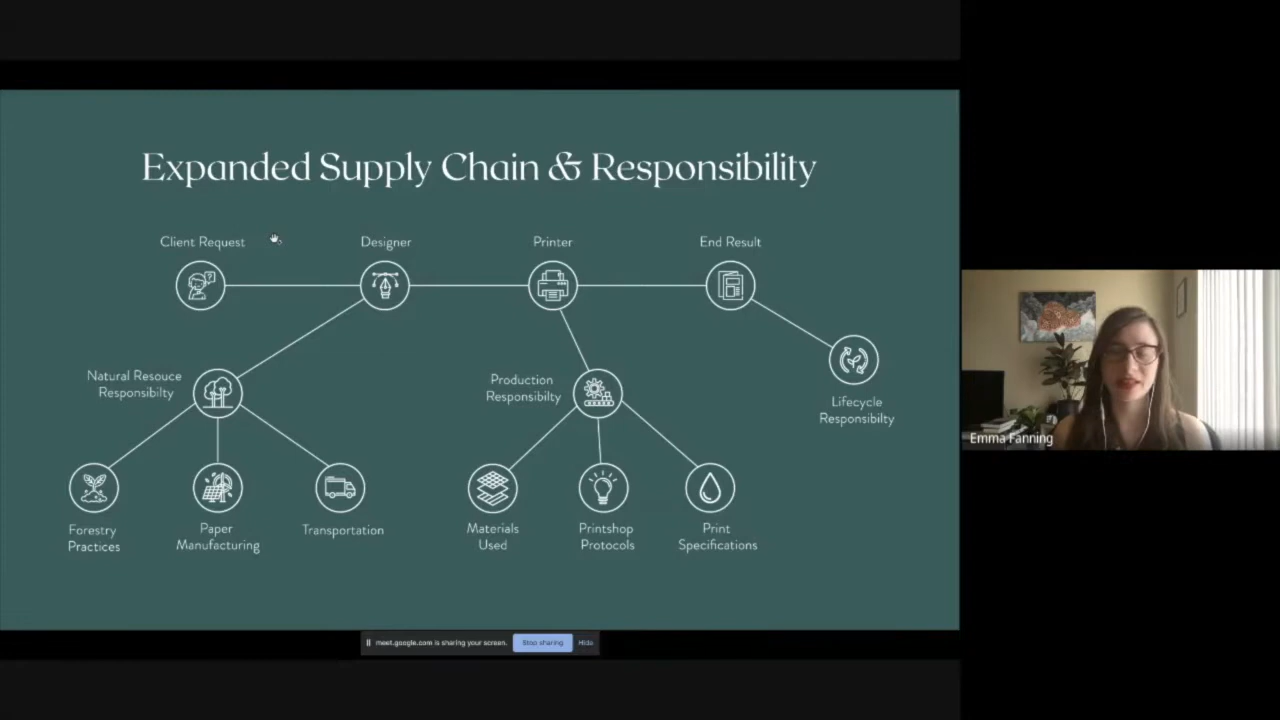 Expanded Supply Chain & Responsibility
Client Request
Designer
Printer
End Result
Natural Resouce
Responsibilty
Production
Responsibilty
Lifecycle
Responsibilty
Forestry
Practices
Paper
Manufacturing
Transportation
Materials
Used
Printshop
Protocols
Print
Specifications
Emma Fanning
meet.google.com is sharing your screen.
Stop sharing
Hide